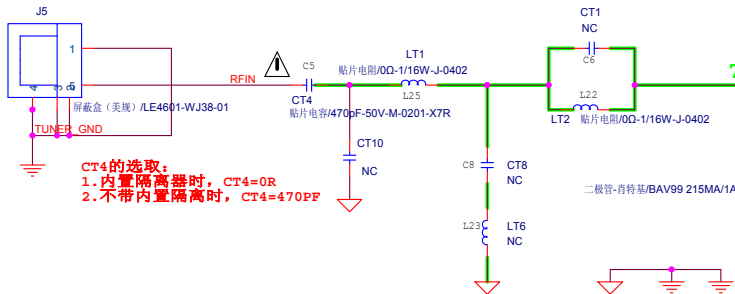 J5
1
2
5
4
3
2
屏蔽盒（美规）/LE4601-WJ38-01
TUNER_GND
RFIN
C5
CT4
贴片电容/470pF-50V-M-0201-X7R
LT1
贴片电阻/0Ω-1/16W-J-0402
L25
CT10
NC
CT1
NC
C6
L22
LT2
贴片电阻/0Ω-1/16W-J-0402
C8
CT8
NC
L23
LT6
NC
二极管-肖特基/BAV99 215MA/1A
CT4的选取：
1.内置隔离器时，CT4=0R
2.不带内置隔离时，CT4=470PF